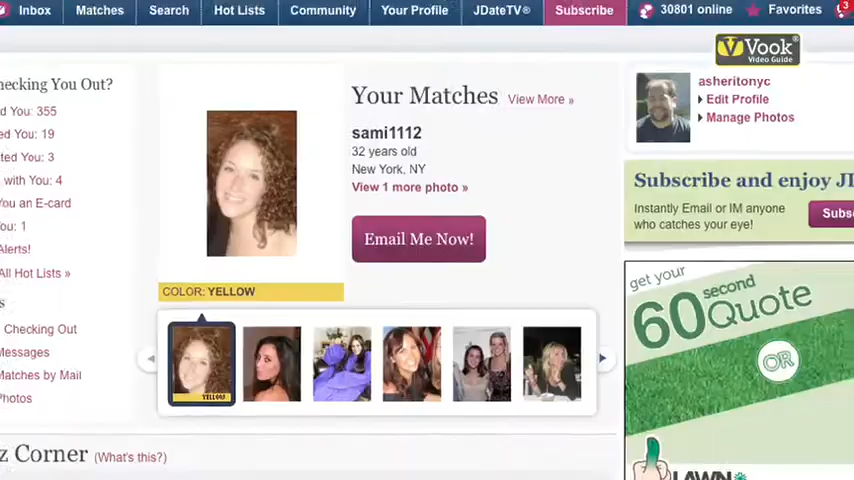 Inbox Matches Search Hot Lists Community Your Profile JDateTV® Subscribe 30801 online Favorites 3
Vook®
Video Guide
hecking You Out?
d You: 355
ed You: 19
ted You: 3
with You: 4
You an E-card
ou: 1
Alerts!
All Hot Lists »
s
Checking Out
Messages
Matches by Mail
Photos
Your Matches View More »
sami1112
32 years old
New York, NY
View 1 more photo »
Email Me Now!
COLOR: YELLOW
YELLOW
z Corner (What's this?)
asheritonyc
Edit Profile
Manage Photos
Subscribe and enjoy JD
Instantly Email or IM anyone
who catches your eye!
Subs
get your
60 second
Quote
OR
LAWN